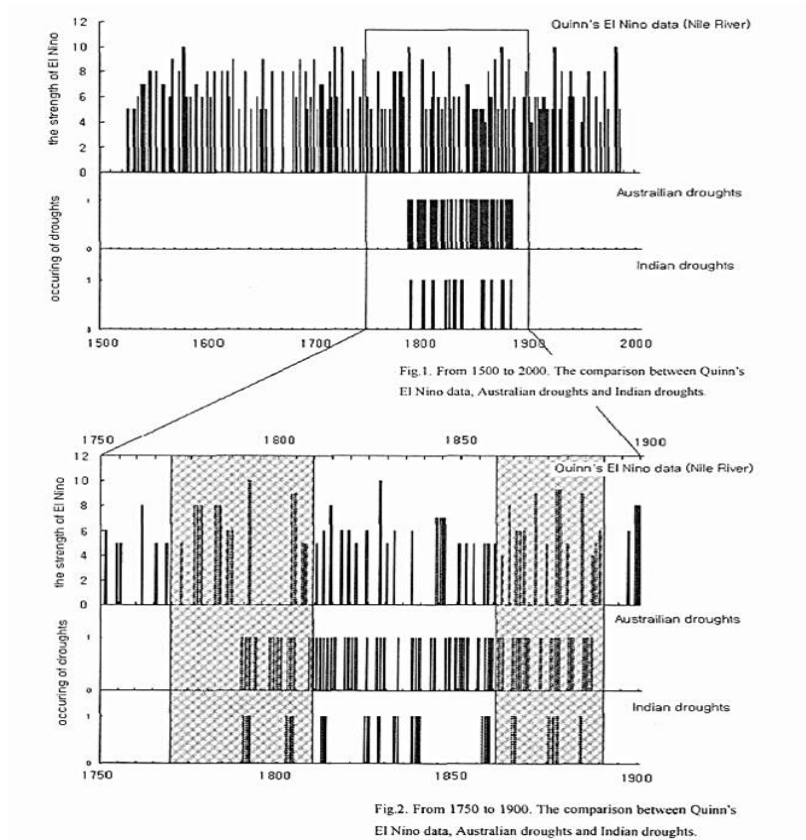 Quinn's El Nino data (Nile River)
the strength of El Nino
12
10
8
6
4
2
0
Austrailian droughts
occuring of droughts
1
0
Indian droughts
1
0
1500 1600 1700 1800 1900 2000
Fig.1. From 1500 to 2000. The comparison between Quinn's
El Nino data, Australian droughts and Indian droughts.
1750 1800 1850 1900
Quinn's El Nino data (Nile River)
the strength of El Nino
12
10
8
6
4
2
0
Austrailian droughts
occuring of droughts
1
0
Indian droughts
1
0
1750 1800 1850 1900
Fig.2. From 1750 to 1900. The comparison between Quinn's
El Nino data, Australian droughts and Indian droughts.